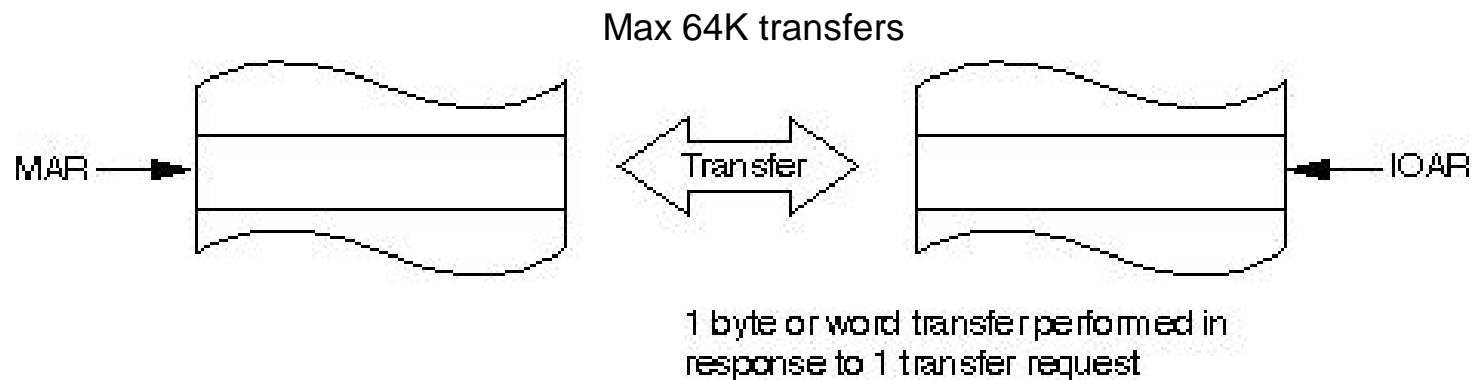 Max 64K transfers
MAR
Transfer
IOAR
1 byte or word transfer performed in
response to 1 transfer request